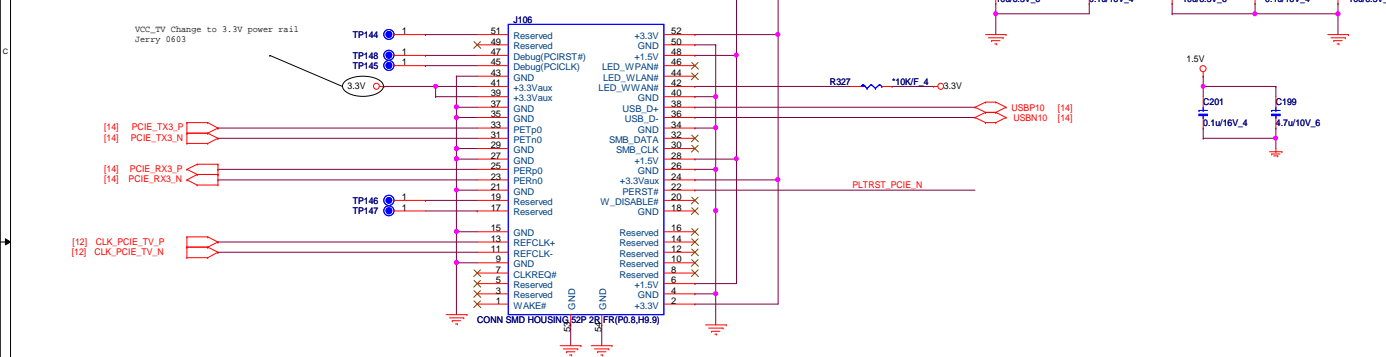 VCC_TV Change to 3.3V power rail
Jerry 0603
C
3.3V
J106
TP144 1 51 Reserved +3.3V 52
49 Reserved GND 50
TP148 1 47 Debug(PCIRST#) +1.5V 48
TP145 1 45 Debug(PCICLK) LED_WPAN# 46
43 GND LED_WLAN# 44
41 +3.3Vaux LED_WWAN# 42 R327 *10K/F_4 3.3V
39 +3.3Vaux GND 40
37 GND USB_D+ 38 USBP10 [14]
35 GND USB_D- 36 USBN10 [14]
[14] PCIE_TX3_P 33 PETp0 GND 34
[14] PCIE_TX3_N 31 PETn0 SMB_DATA 32
29 GND SMB_CLK 30
27 GND +1.5V 28
[14] PCIE_RX3_P 25 PERp0 GND 26
[14] PCIE_RX3_N 23 PERn0 +3.3Vaux 24
21 GND PERST# 22 PLTRST_PCIE_N
TP146 1 19 Reserved W_DISABLE# 20
TP147 1 17 Reserved GND 18
15 GND Reserved 16
[12] CLK_PCIE_TV_P 13 REFCLK+ Reserved 14
[12] CLK_PCIE_TV_N 11 REFCLK- Reserved 12
9 GND Reserved 10
7 CLKREQ# Reserved 8
5 Reserved +1.5V 6
3 Reserved GND 4
1 WAKE# +3.3V 2
GND GND
CONN SMD HOUSING 52P 2R FR(P0.8,H9.9)
53 54
1.5V
C201
0.1u/16V_4
C199
4.7u/10V_6